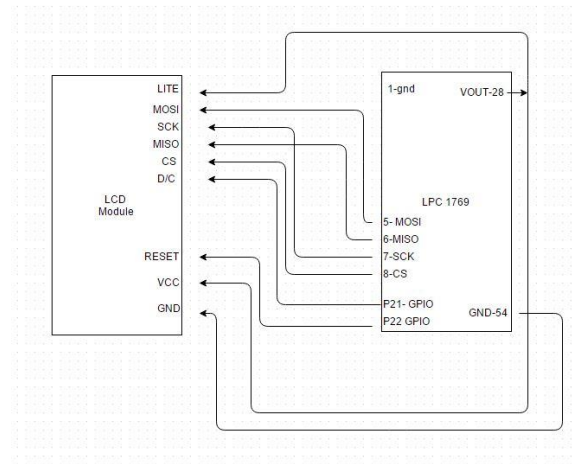 LITE
MOSI
SCK
MISO
CS
D/C
LCD
Module
RESET
VCC
GND
1-gnd
VOUT-28
LPC 1769
5- MOSI
6-MISO
7-SCK
8-CS
P21- GPIO
P22 GPIO
GND-54